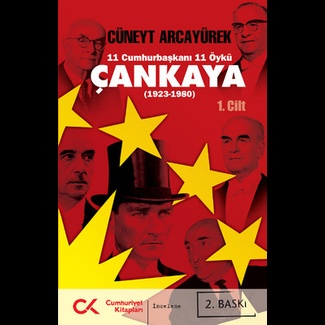 CÜNEYT ARCAYÜREK
11 Cumhurbaşkanı 11 Öykü
ÇANKAYA
(1923-1980)
1. Cilt
Cumhuriyet
Kitapları
İnceleme
2. BASKI